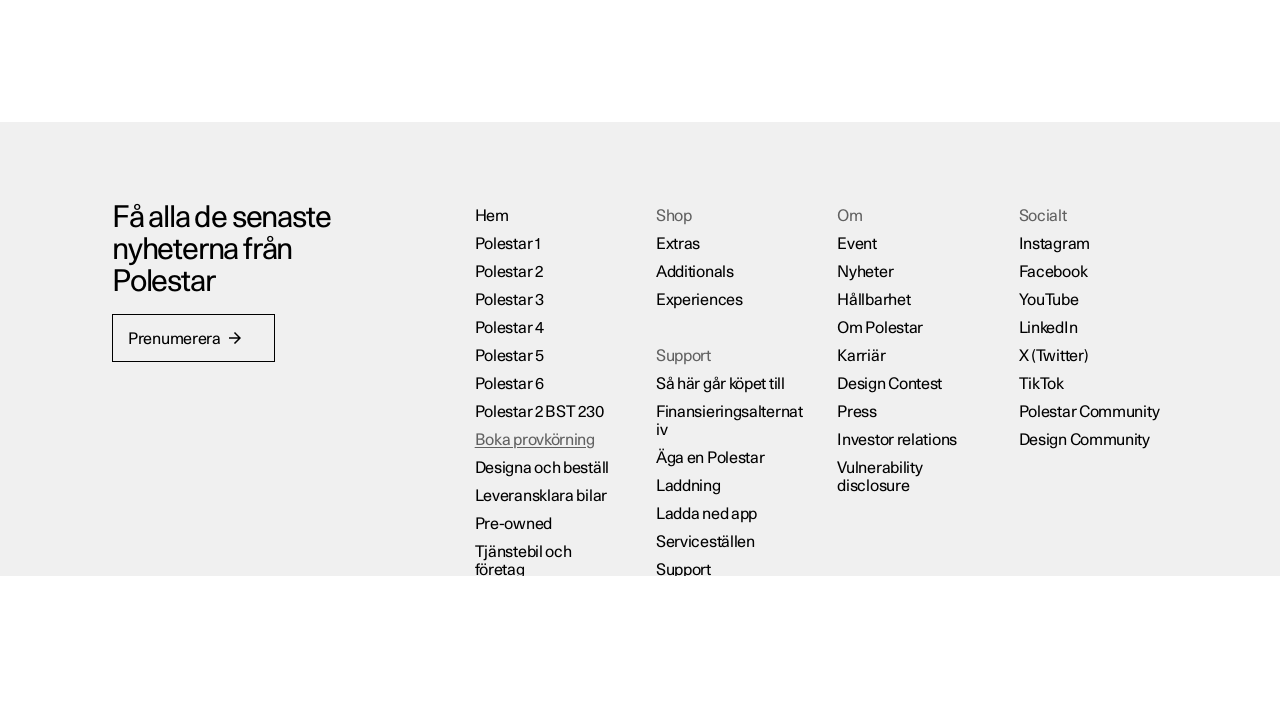 Få alla de senaste
nyheterna från
Polestar
Prenumerera
Hem
Polestar 1
Polestar 2
Polestar 3
Polestar 4
Polestar 5
Polestar 6
Polestar 2 BST 230
Boka provkörning
Designa och beställ
Leveransklara bilar
Pre-owned
Tjänstebil och
företag
Shop
Extras
Additionals
Experiences
Support
Så här går köpet till
Finansieringsalternat
iv
Äga en Polestar
Laddning
Ladda ned app
Serviceställen
Support
Om
Event
Nyheter
Hållbarhet
Om Polestar
Karriär
Design Contest
Press
Investor relations
Vulnerability
disclosure
Socialt
Instagram
Facebook
YouTube
LinkedIn
X (Twitter)
TikTok
Polestar Community
Design Community